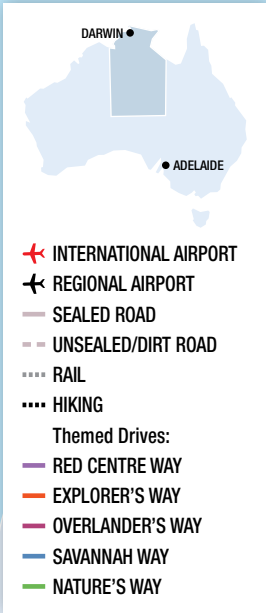 DARWIN
ADELAIDE
INTERNATIONAL AIRPORT
REGIONAL AIRPORT
SEALED ROAD
UNSEALED/DIRT ROAD
RAIL
HIKING
Themed Drives:
RED CENTRE WAY
EXPLORER'S WAY
OVERLANDER'S WAY
SAVANNAH WAY
NATURE'S WAY